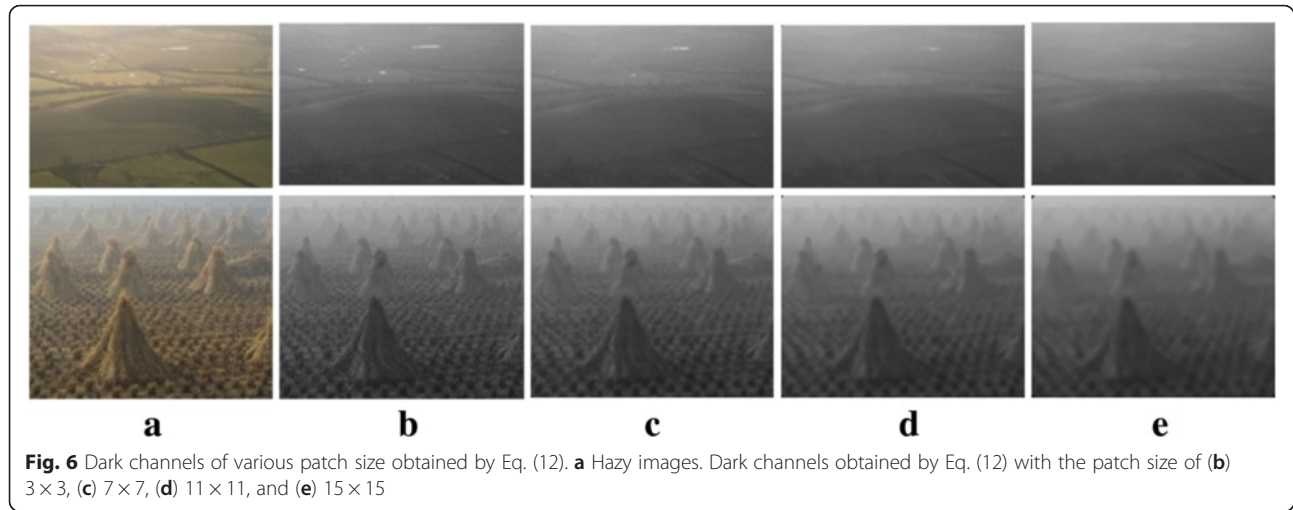 a b c d e
Fig. 6 Dark channels of various patch size obtained by Eq. (12). a Hazy images. Dark channels obtained by Eq. (12) with the patch size of (b)
3 × 3, (c) 7 × 7, (d) 11 × 11, and (e) 15 × 15